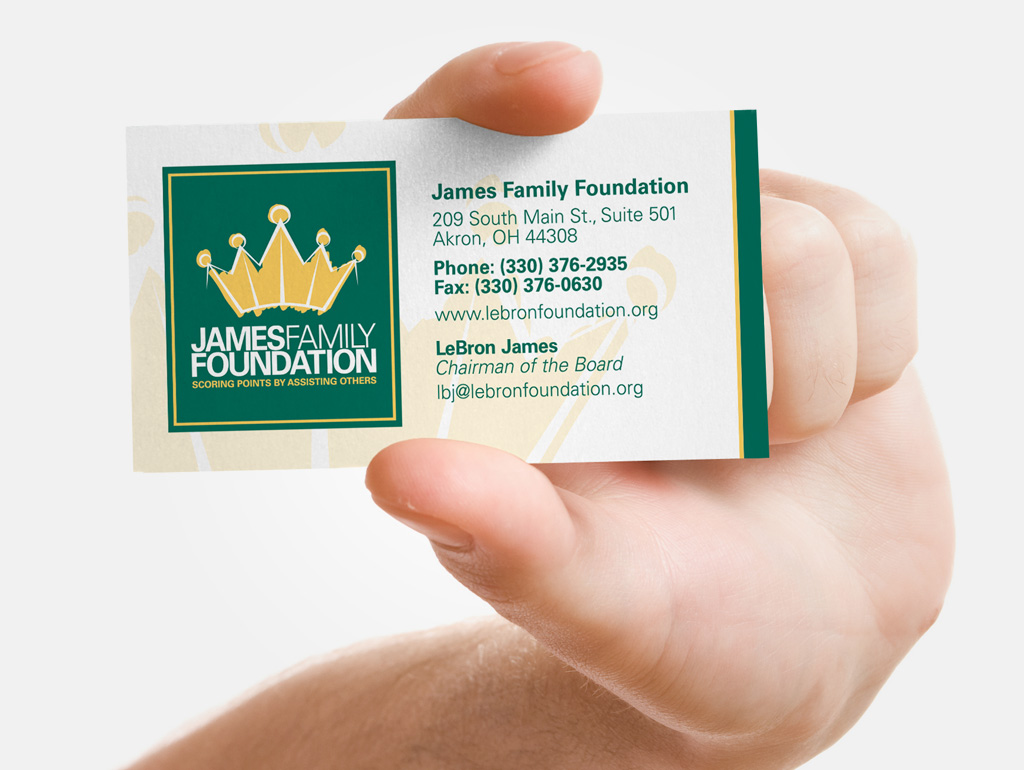 JAMESFAMILY
FOUNDATION
SCORING POINTS BY ASSISTING OTHERS
James Family Foundation
209 South Main St., Suite 501
Akron, OH 44308
Phone: (330) 376-2935
Fax: (330) 376-0630
www.lebronfoundation.org
LeBron James
Chairman of the Board
lbj@lebronfoundation.org